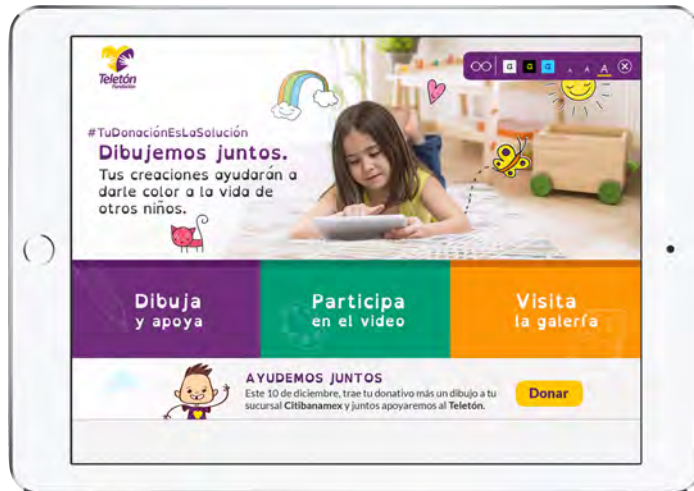 Teletón
Fundación
a a a A A A
#TuDonaciónEsLaSolución
Dibujemos juntos.
Tus creaciones ayudarán a
darle color a la vida de
otros niños.
Dibuja
y apoya
Participa
en el video
Visita
la galería
AYUDEMOS JUNTOS
Este 10 de diciembre, trae tu donativo más un dibujo a tu
sucursal Citibanamex y juntos apoyaremos al Teletón.
Donar